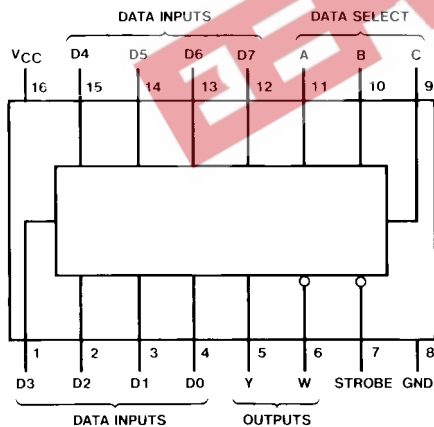 DATA INPUTS DATA SELECT
VCC D4 D5 D6 D7 A B C
16 15 14 13 12 11 10 9
1 2 3 4 5 6 7 8
D3 D2 D1 D0 Y W STROBE GND
DATA INPUTS OUTPUTS